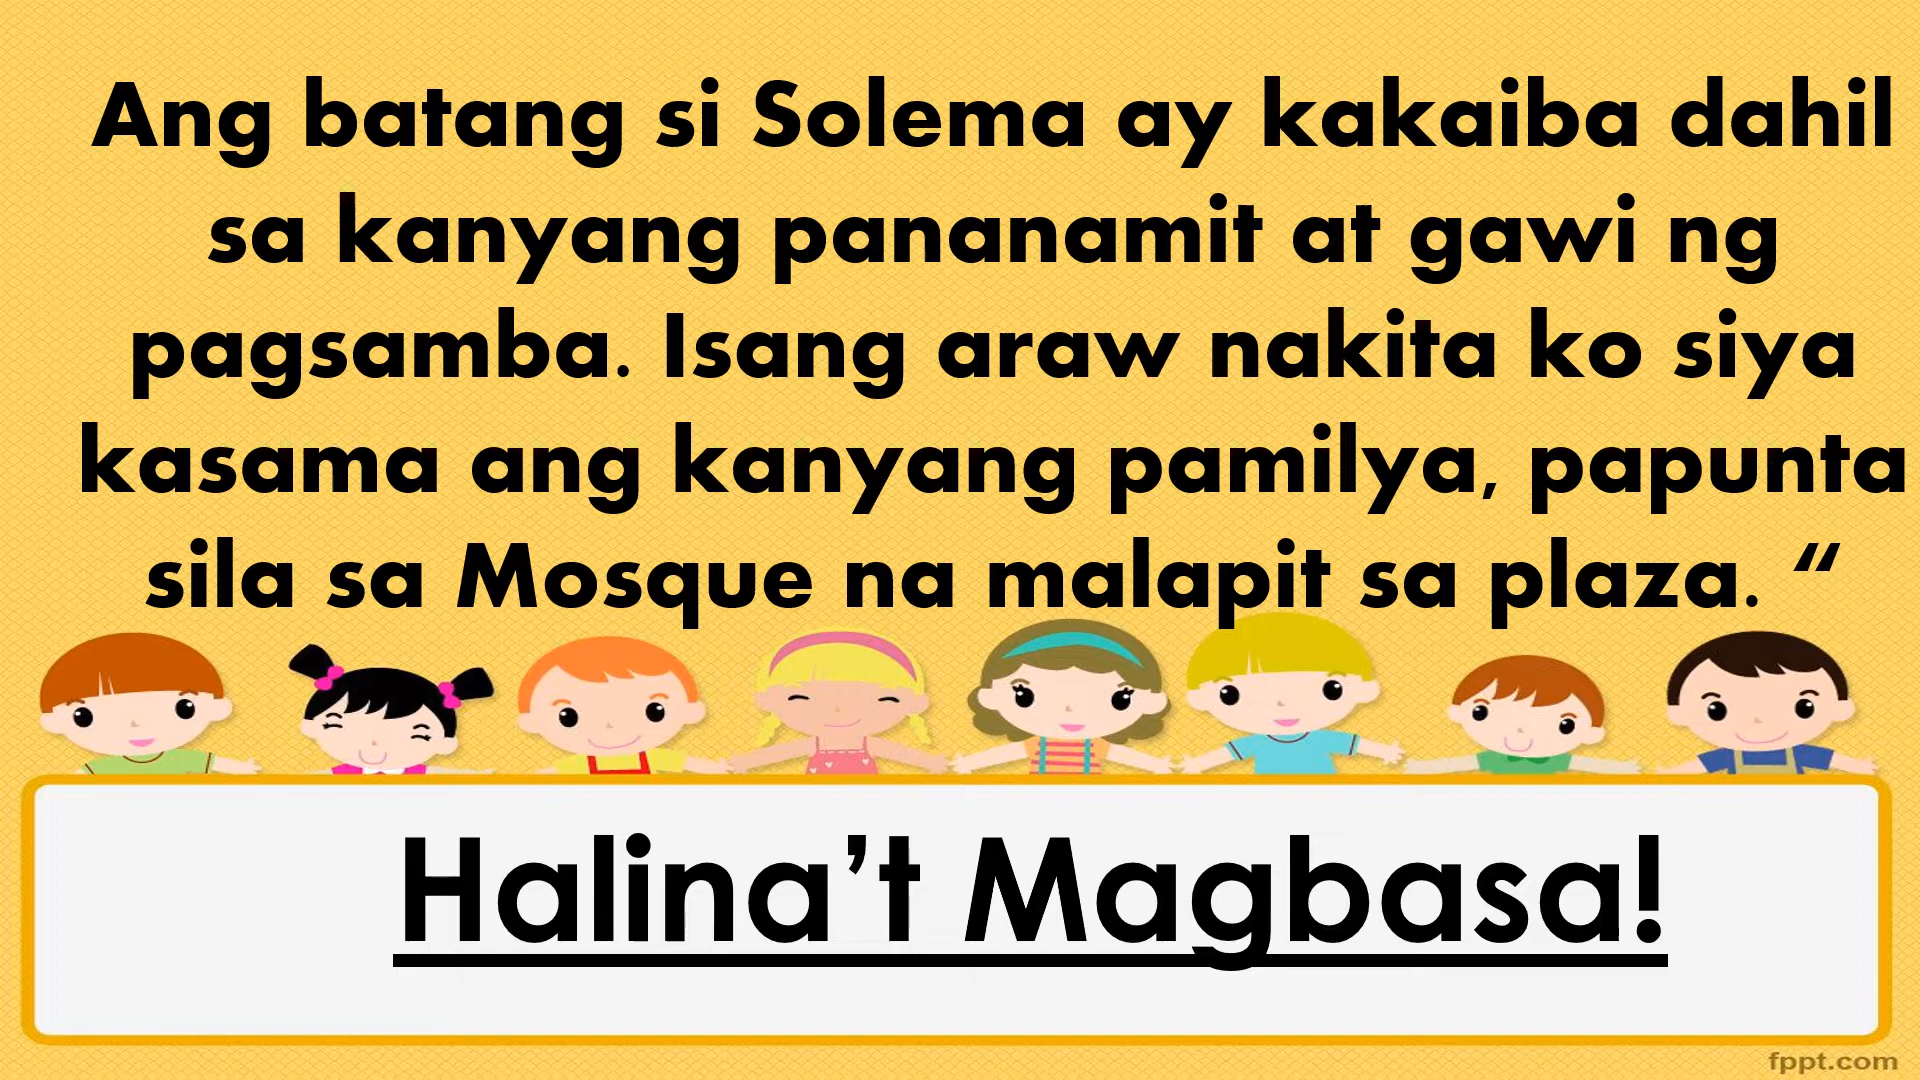 Ang batang si Solema ay kakaiba dahil
sa kanyang pananamit at gawi ng
pagsamba. Isang araw nakita ko siya
kasama ang kanyang pamilya, papunta
sila sa Mosque na malapit sa plaza. “
Halina’t Magbasa!
fppt.com